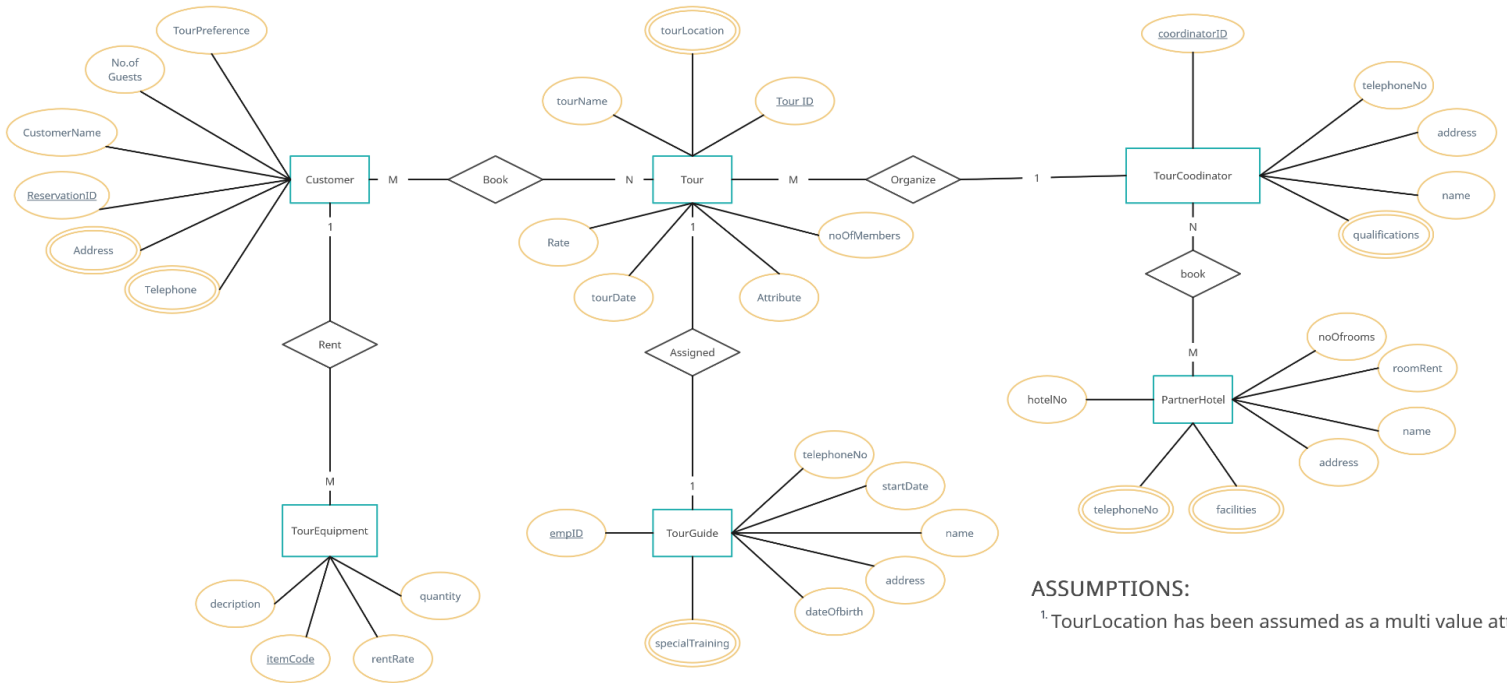 TourPreference
No.of
Guests
CustomerName
ReservationID
Address
Telephone
Customer
M
Book
N
tourLocation
tourName
Tour ID
Tour
Rate
tourDate
Attribute
noOfMembers
M
Organize
1
coordinatorID
telephoneNo
address
name
qualifications
TourCoodinator
N
book
M
PartnerHotel
hotelNo
noOfrooms
roomRent
name
address
telephoneNo
facilities
1
Rent
M
TourEquipment
decription
itemCode
rentRate
quantity
1
Assigned
1
TourGuide
empID
telephoneNo
startDate
name
address
dateOfbirth
specialTraining
ASSUMPTIONS:
1. TourLocation has been assumed as a multi value at